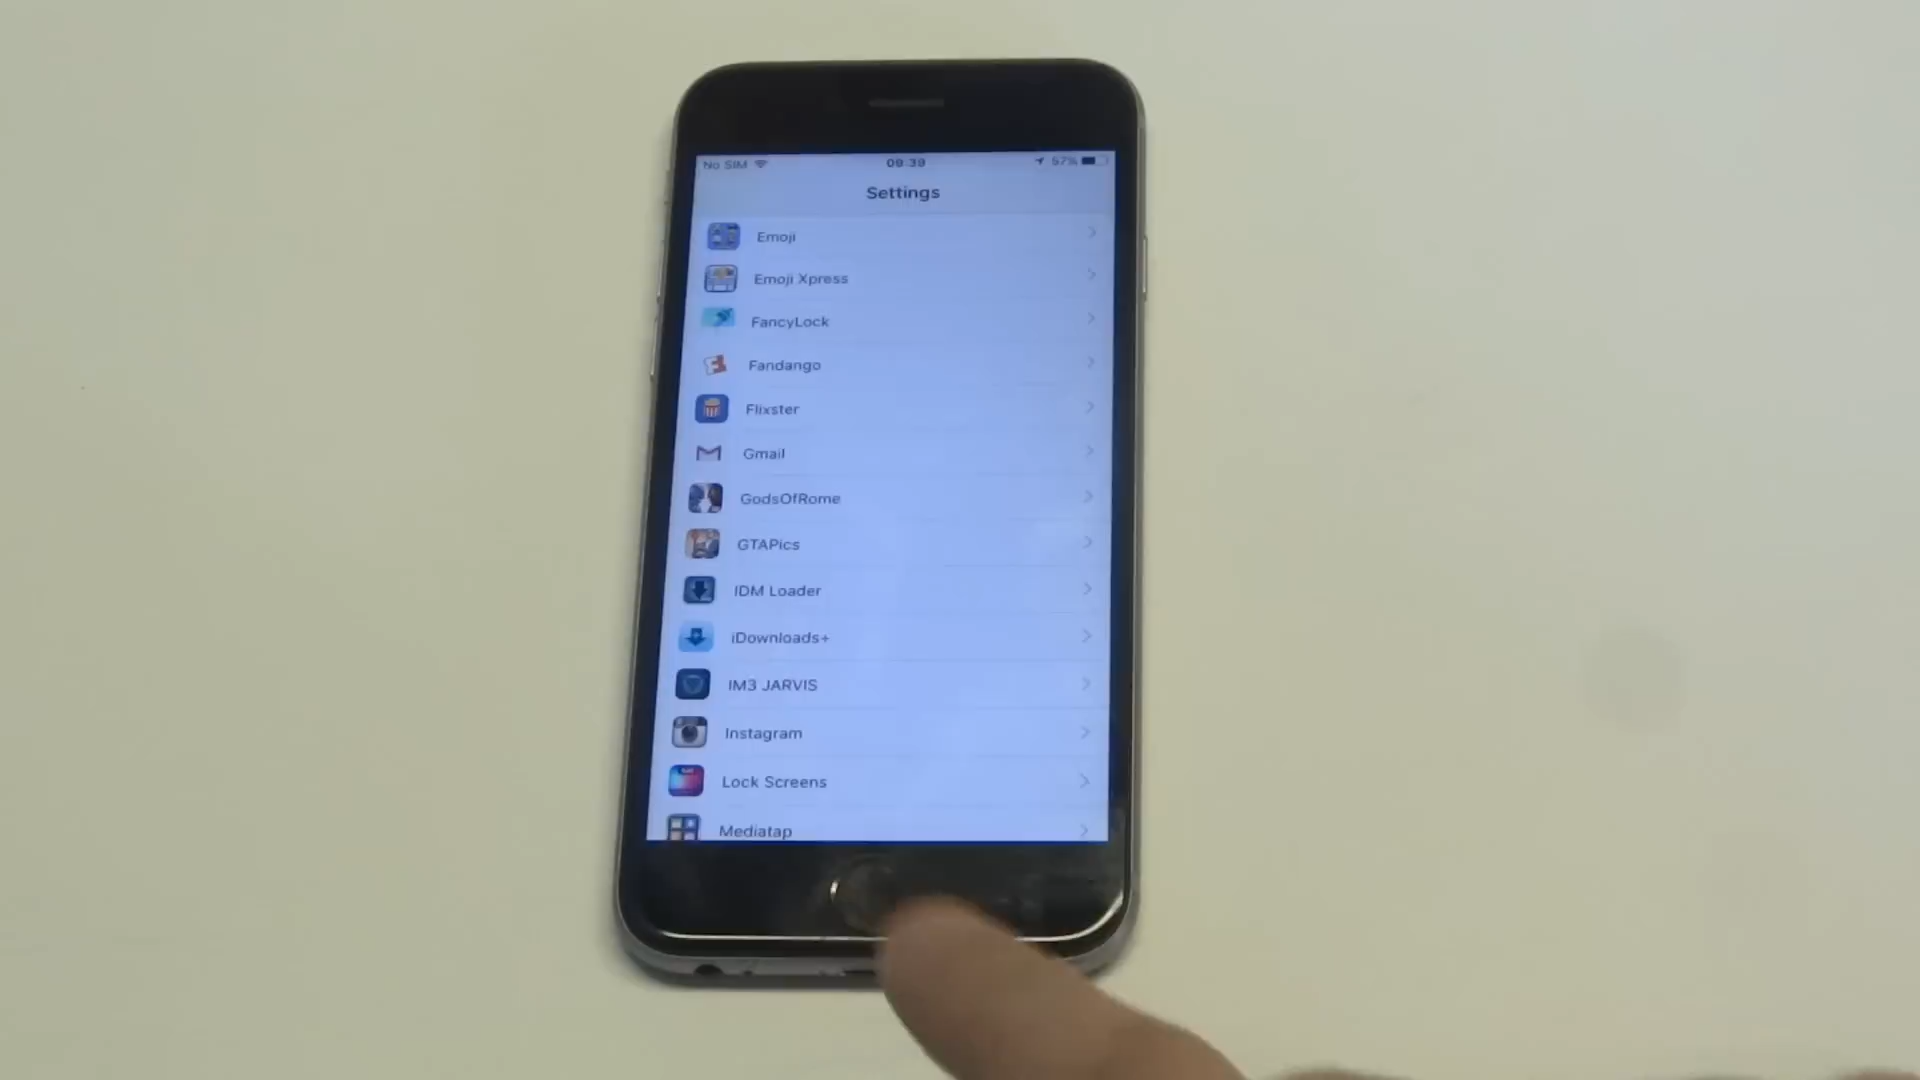 No SIM 09:39 57%
Settings
Emoji
Emoji Xpress
FancyLock
Fandango
Flixster
Gmail
GodsOfRome
GTAPics
IDM Loader
iDownloads+
IM3 JARVIS
Instagram
Lock Screens
Mediatap